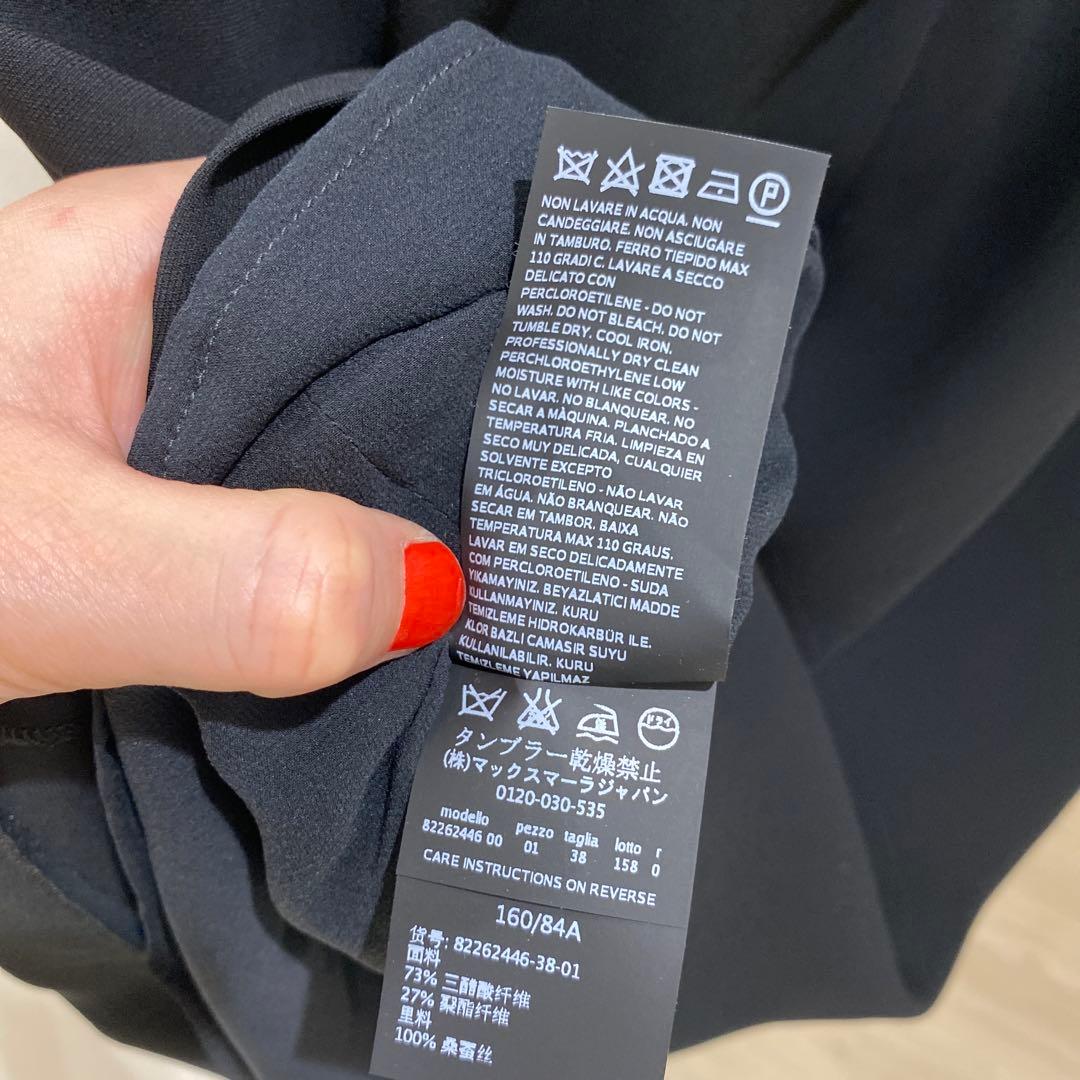 P
NON LAVARE IN ACQUA. NON
CANDEGGIARE. NON ASCIUGARE
IN TAMBURO. FERRO TIEPIDO MAX
110 GRADI C. LAVARE A SECCO
DELICATO CON
PERCLOROETILENE - DO NOT
WASH. DO NOT BLEACH. DO NOT
TUMBLE DRY. COOL IRON.
PROFESSIONALLY DRY CLEAN
PERCHLOROETHYLENE LOW
MOISTURE WITH LIKE COLORS -
NO LAVAR. NO BLANQUEAR. NO
SECAR A MÀQUINA. PLANCHADO A
TEMPERATURA FRIA. LIMPIEZA EN
SECO MUY DELICADA, CUALQUIER
SOLVENTE EXCEPTO
TRICLOROETILENO - NÃO LAVAR
EM ÁGUA. NÃO BRANQUEAR. NÃO
SECAR EM TAMBOR. BAIXA
TEMPERATURA MAX 110 GRAUS.
LAVAR EM SECO DELICADAMENTE
COM PERCLOROETILENO - SUDA
YIKAMAYINIZ. BEYAZLATICI MADDE
KULLANMAYINIZ. KURU
TEMIZLEME HIDROKARBÜR ILE.
KLOR BAZLI CAMASIR SUYU
KULLANILABILIR. KURU
TEMIZLEME YAPILMAZ
低 ドライ
タンブラー乾燥禁止
(株)マックスマーラジャパン
0120-030-535
modello pezzo taglia lotto r
82262446 00 01 38 158 0
CARE INSTRUCTIONS ON REVERSE
160/84A
货号: 82262446-38-01
面料
73% 三醋酸纤维
27% 聚酯纤维
里料
100% 桑蚕丝